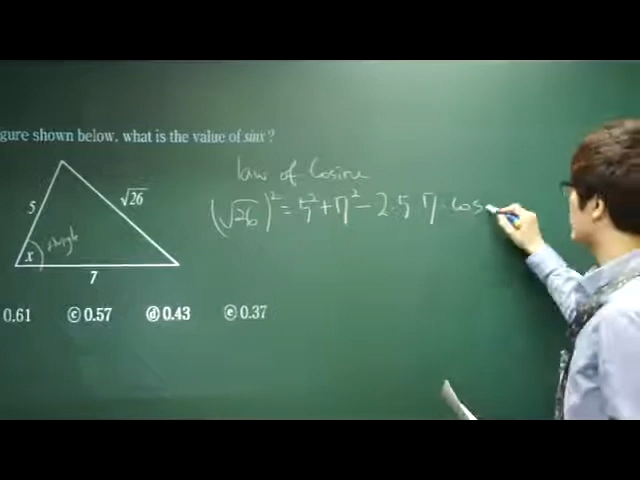 gure shown below, what is the value of sinx ?
law of Cosine
(√26)² = 5² + 7² - 2·5 7·cos
√26
5
x angle
7
0.61 ⓒ 0.57 ⓓ 0.43 ⓔ 0.37